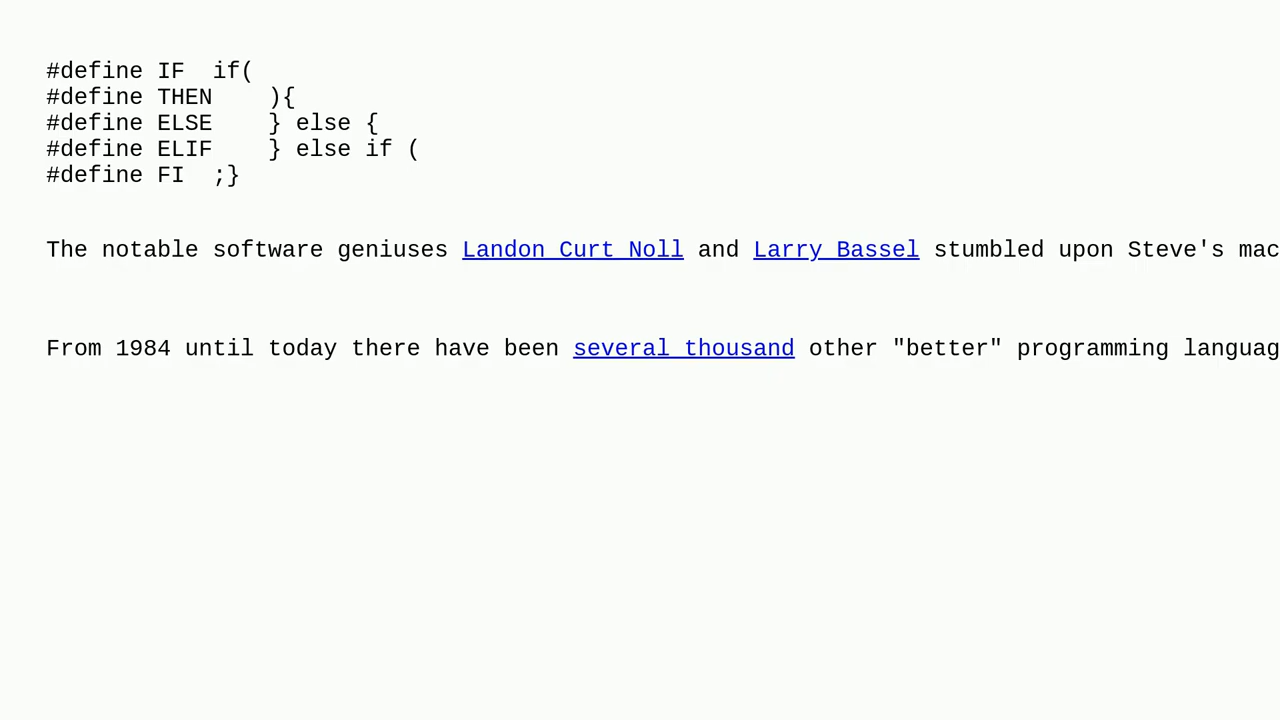 #define IF  if(
#define THEN    ){
#define ELSE    } else {
#define ELIF    } else if (
#define FI  ;}
The notable software geniuses Landon Curt Noll and Larry Bassel stumbled upon Steve's mac
From 1984 until today there have been several thousand other "better" programming languag